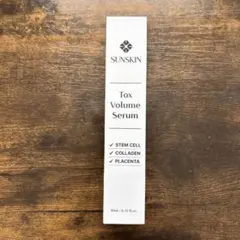 SUNSKIN
Tox
Volume
Serum
✓ STEM CELL
✓ COLLAGEN
✓ PLACENTA